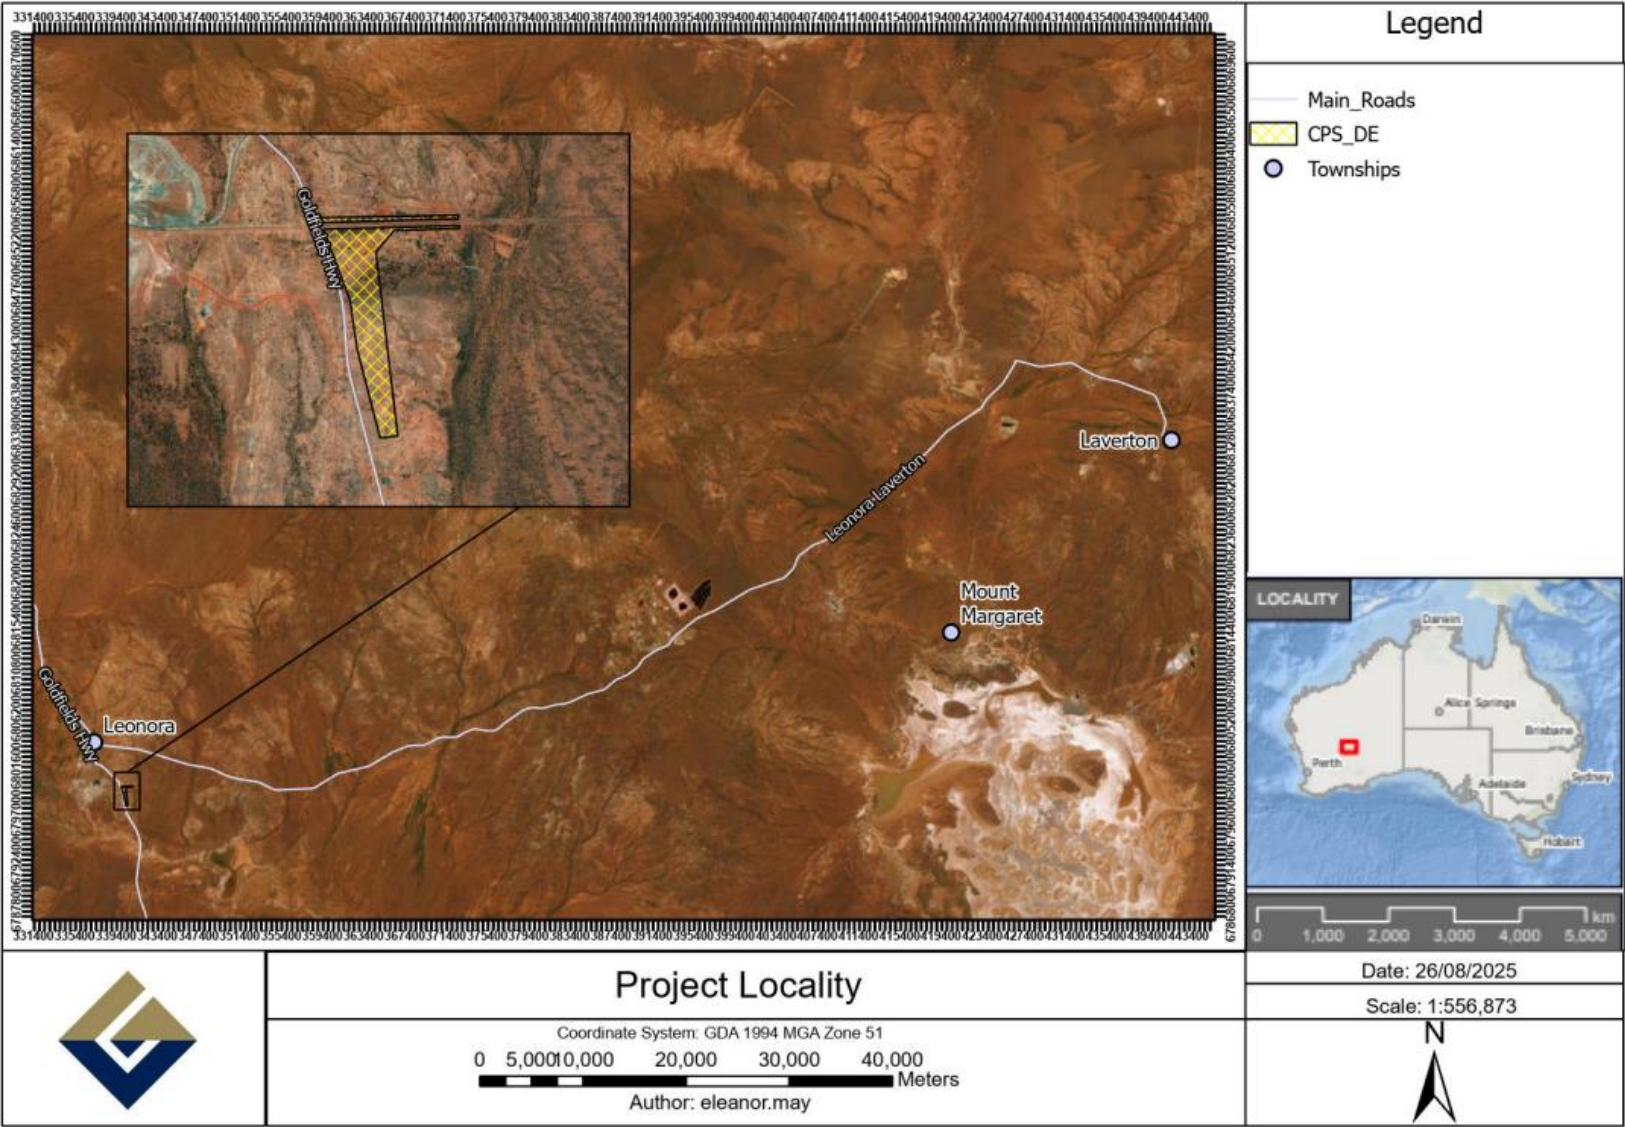 331400335400339400343400347400351400355400359400363400367400371400375400379400383400387400391400395400399400403400407400411400415400419400423400427400431400435400439400443400
Legend
Main_Roads
CPS_DE
Townships
Goldfields Hwy
Laverton
Leonora-Laverton
Mount
Margaret
Goldfields Hwy
Leonora
331400335400339400343400347400351400355400359400363400367400371400375400379400383400387400391400395400399400403400407400411400415400419400423400427400431400435400439400443400
LOCALITY
Darwin
Alice Springs
Brisbane
Perth
Adelaide
Sydney
Hobart
km
0 1,000 2,000 3,000 4,000 5,000
Project Locality
Coordinate System: GDA 1994 MGA Zone 51
0 5,00010,000 20,000 30,000 40,000
Meters
Author: eleanor.may
Date: 26/08/2025
Scale: 1:556,873
N